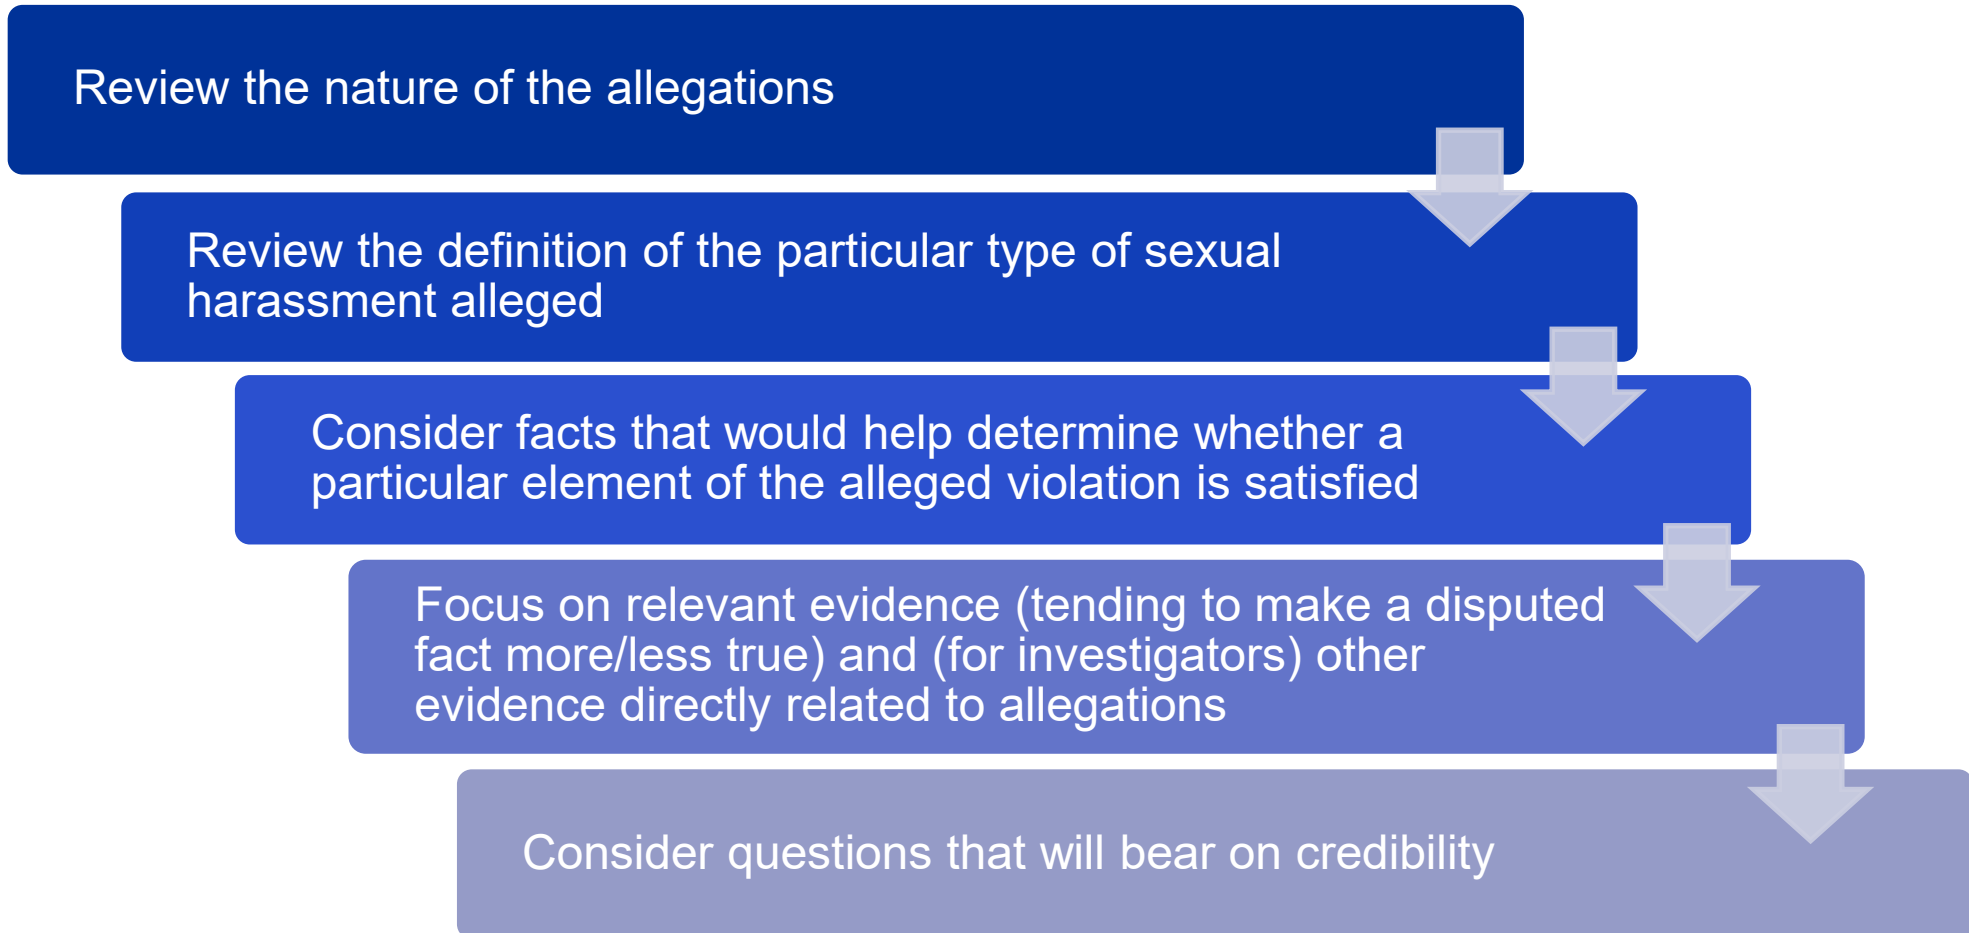 Review the nature of the allegations
Review the definition of the particular type of sexual
harassment alleged
Consider facts that would help determine whether a
particular element of the alleged violation is satisfied
Focus on relevant evidence (tending to make a disputed
fact more/less true) and (for investigators) other
evidence directly related to allegations
Consider questions that will bear on credibility